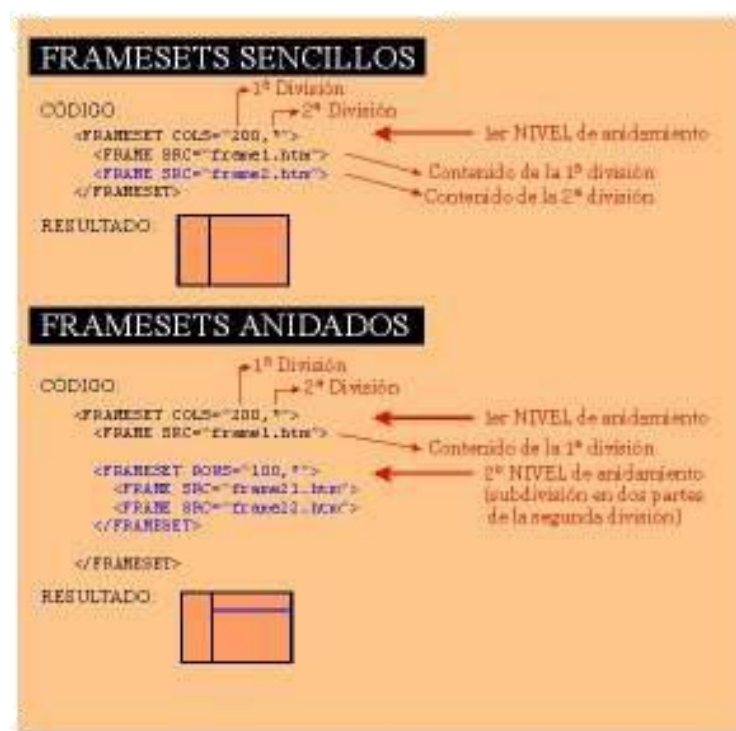 FRAMESETS SENCILLOS
1ª División
CÓDIGO
2ª División
<FRAMESET COLS="200,*">
1er NIVEL de anidamiento
<FRAME SRC="frame1.htm">
Contenido de la 1ª división
<FRAME SRC="frame2.htm">
Contenido de la 2ª división
</FRAMESET>
RESULTADO:
FRAMESETS ANIDADOS
1ª División
CÓDIGO
2ª División
<FRAMESET COLS="200,*">
1er NIVEL de anidamiento
<FRAME SRC="frame1.htm">
Contenido de la 1ª división
<FRAMESET ROWS="100,*">
2º NIVEL de anidamiento
<FRAME SRC="frame21.htm">
(subdivisión en dos partes
<FRAME SRC="frame22.htm">
de la segunda división)
</FRAMESET>
</FRAMESET>
RESULTADO: